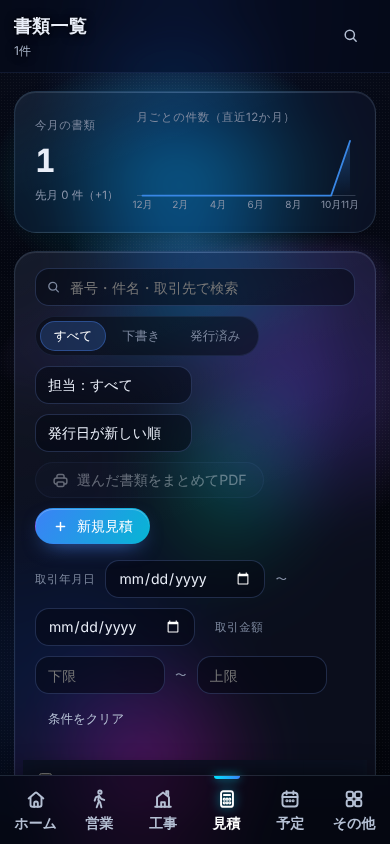 書類一覧
1件
今月の書類
1
先月 0 件（+1）
月ごとの件数（直近12か月）
12月 2月 4月 6月 8月 10月11月
番号・件名・取引先で検索
すべて 下書き 発行済み
担当：すべて
発行日が新しい順
選んだ書類をまとめてPDF
+ 新規見積
取引年月日 mm/dd/yyyy 〜
mm/dd/yyyy 取引金額
下限 〜 上限
条件をクリア
ホーム 営業 工事 見積 予定 その他